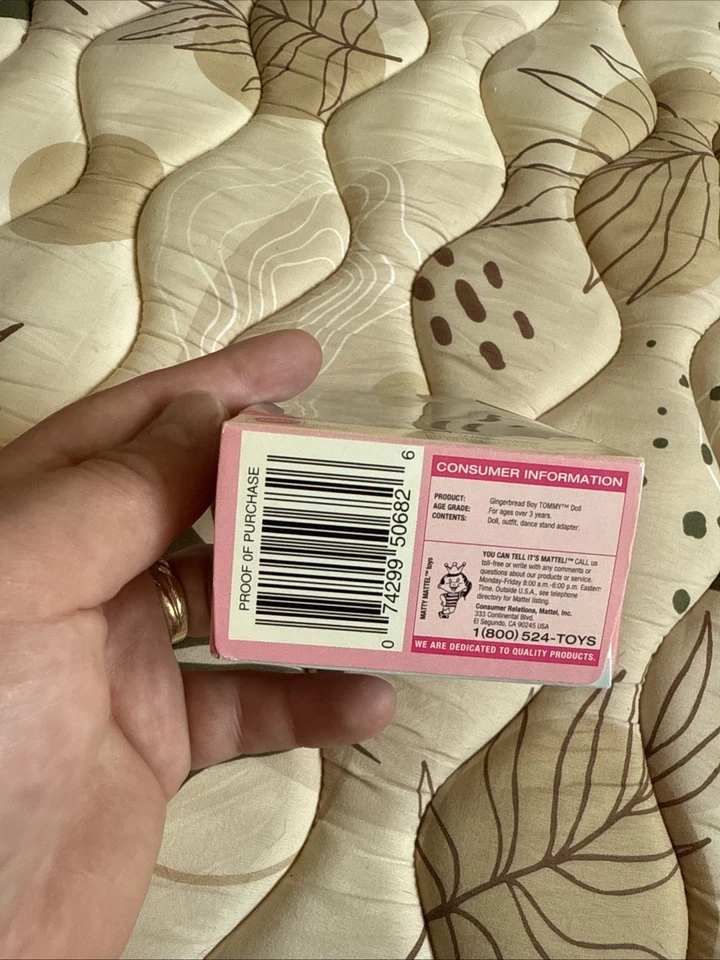 PROOF OF PURCHASE
0 74299 50682 6
CONSUMER INFORMATION
PRODUCT: Gingerbread Boy TOMMY™ Doll
AGE GRADE: For ages over 3 years.
CONTENTS: Doll, outfit, dance stand adapter.
MATTY MATTEL™ toys
YOU CAN TELL IT'S MATTEL!™ CALL us
toll-free or write with any comments or
questions about our products or service.
Monday-Friday 8:00 a.m.-6:00 p.m. Eastern
Time. Outside U.S.A., see telephone
directory for Mattel listing.
Consumer Relations, Mattel, Inc.
333 Continental Blvd.
El Segundo, CA 90245 USA
1(800) 524-TOYS
WE ARE DEDICATED TO QUALITY PRODUCTS.